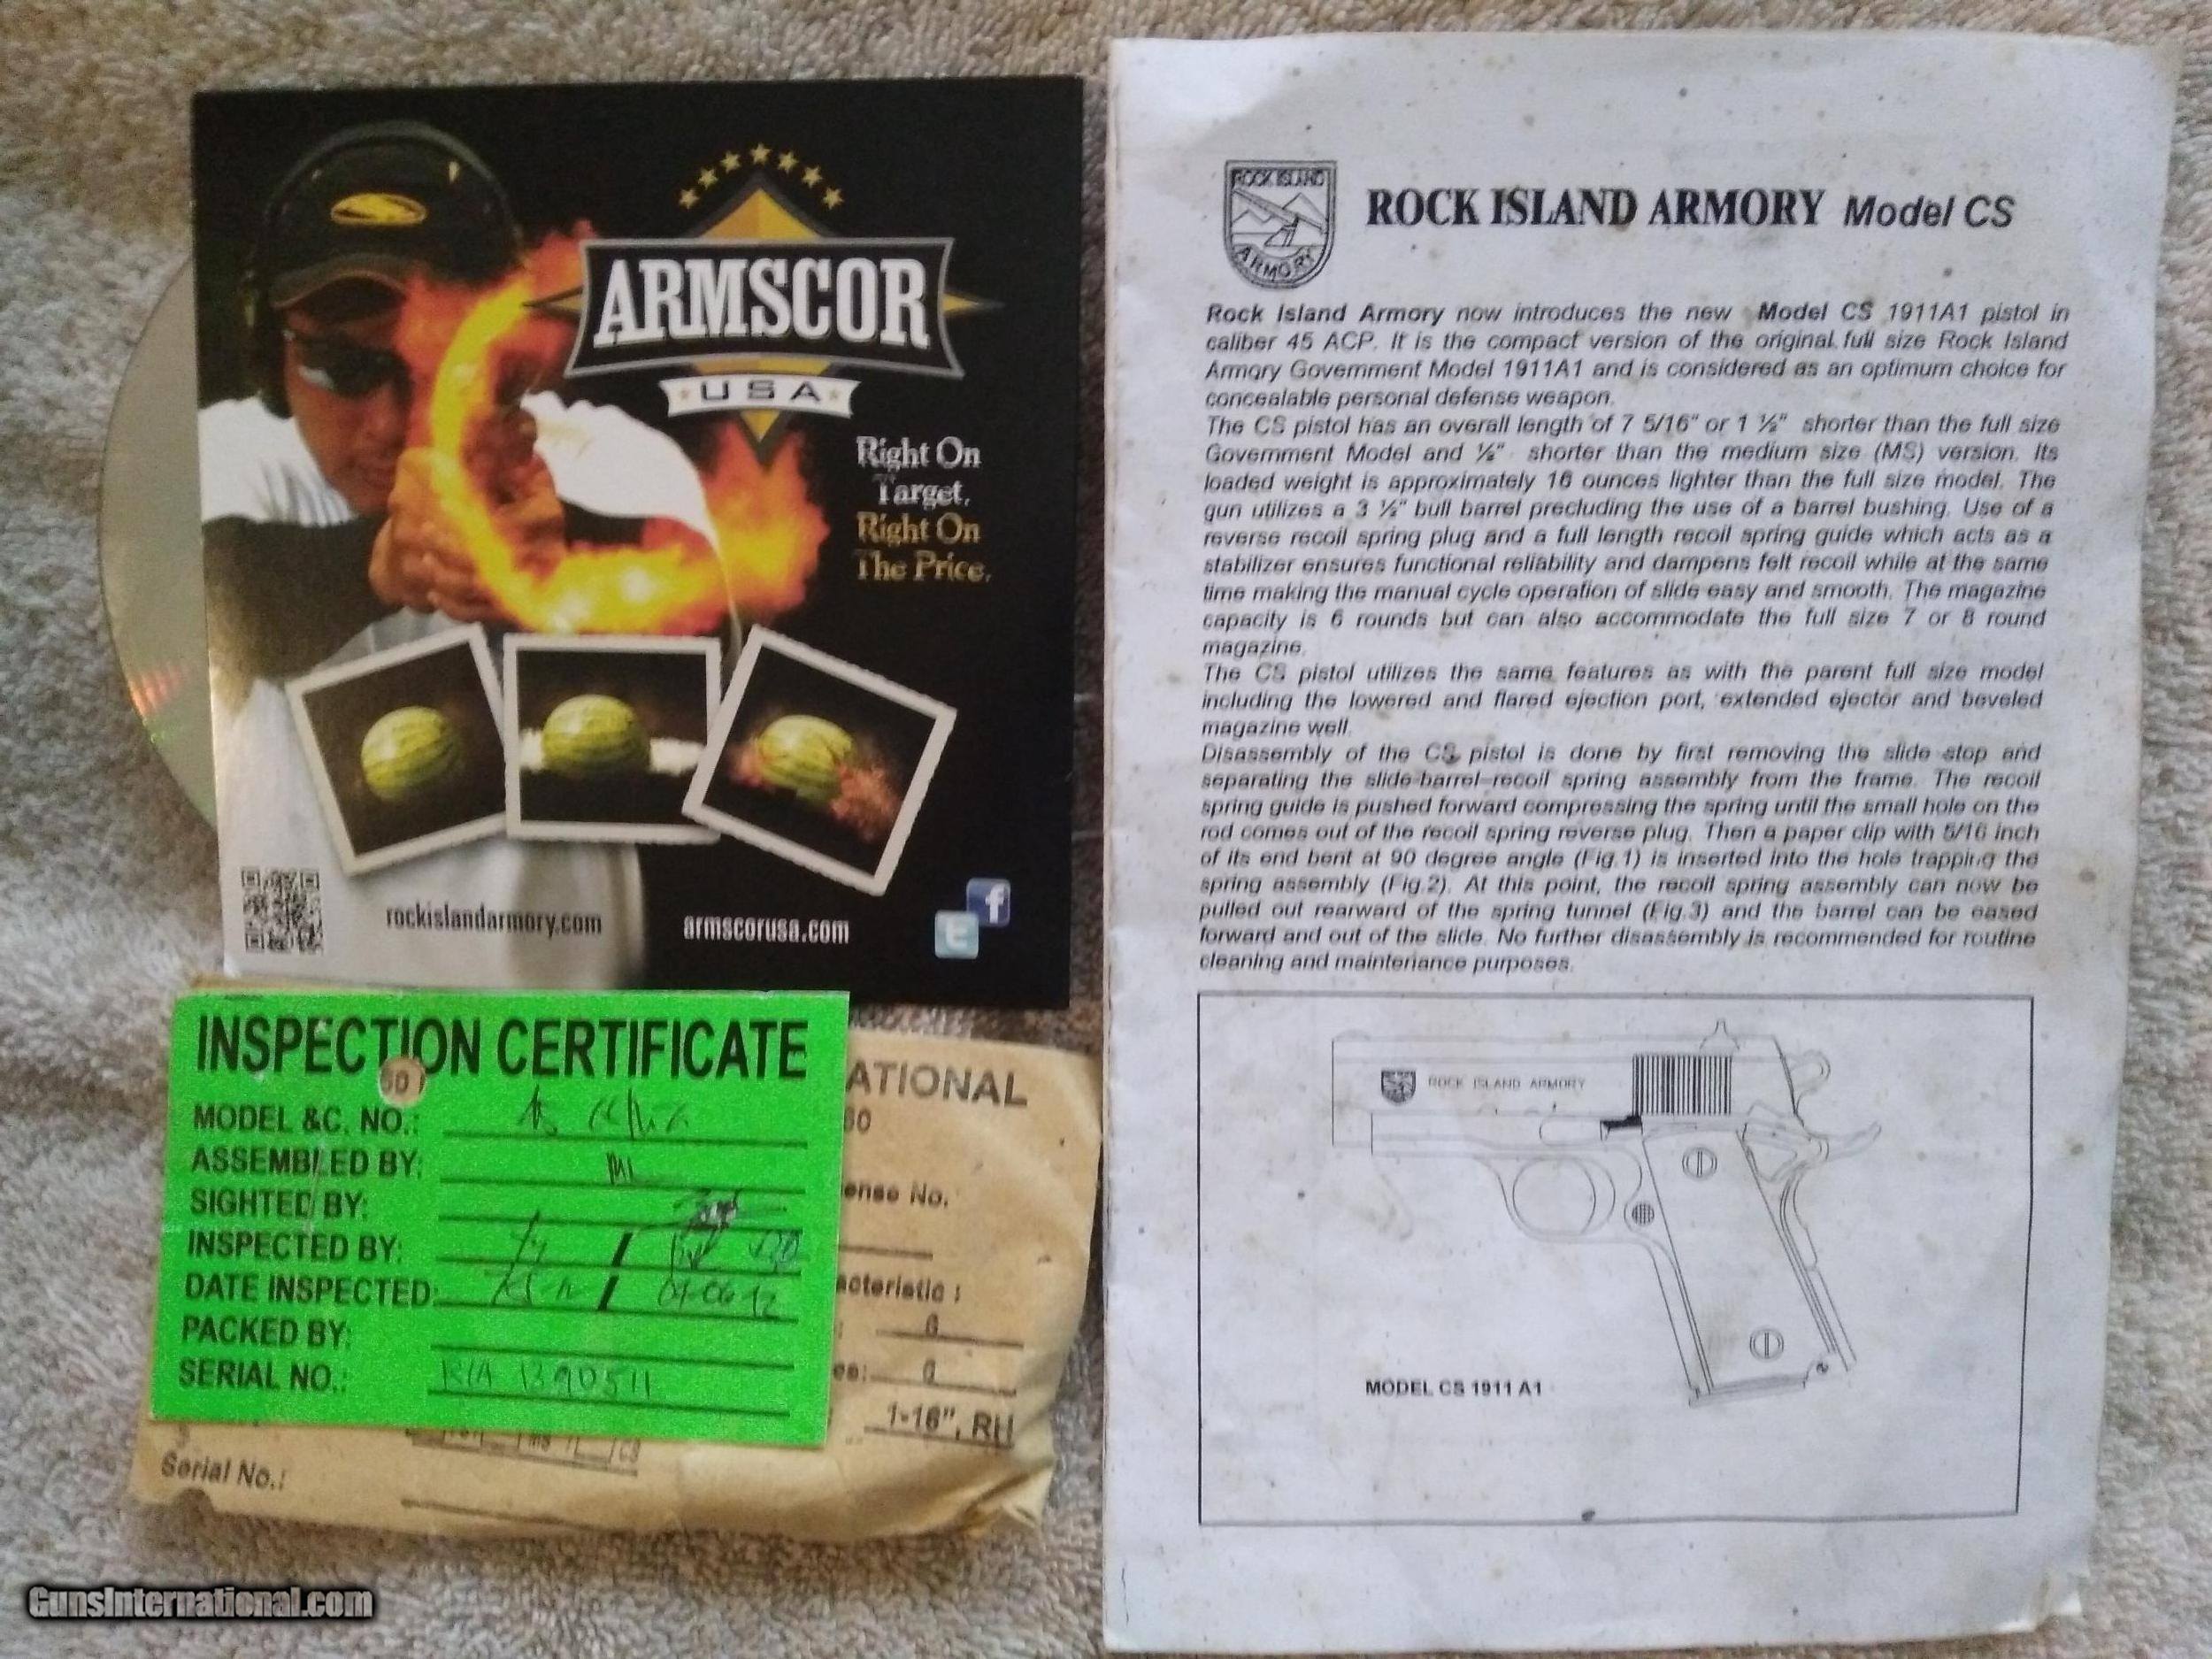 ARMSCOR
USA
Right On
Target.
Right On
The Price.
rockislandarmory.com
armscorusa.com
f
t
INSPECTION CERTIFICATE
MODEL &C. NO.:
ASSEMBLED BY: ML
SIGHTED BY:
INSPECTED BY:
DATE INSPECTED: / 01-06-12
PACKED BY:
SERIAL NO.: RIA 1390511
ATIONAL
ense No.
acteristic :
6
1-16", RH
MS CS
Serial No.:
ROCK ISLAND
ARMORY
ROCK ISLAND ARMORY Model CS
Rock Island Armory now introduces the new Model CS 1911A1 pistol in
caliber 45 ACP. It is the compact version of the original full size Rock Island
Armory Government Model 1911A1 and is considered as an optimum choice for
concealable personal defense weapon.
The CS pistol has an overall length of 7 5/16" or 1 ½" shorter than the full size
Government Model and ½" shorter than the medium size (MS) version. Its
loaded weight is approximately 16 ounces lighter than the full size model. The
gun utilizes a 3 ½" bull barrel precluding the use of a barrel bushing. Use of a
reverse recoil spring plug and a full length recoil spring guide which acts as a
stabilizer ensures functional reliability and dampens felt recoil while at the same
time making the manual cycle operation of slide easy and smooth. The magazine
capacity is 6 rounds but can also accommodate the full size 7 or 8 round
magazine.
The CS pistol utilizes the same features as with the parent full size model
including the lowered and flared ejection port, extended ejector and beveled
magazine well.
Disassembly of the CS pistol is done by first removing the slide stop and
separating the slide-barrel-recoil spring assembly from the frame. The recoil
spring guide is pushed forward compressing the spring until the small hole on the
rod comes out of the recoil spring reverse plug. Then a paper clip with 5/16 inch
of its end bent at 90 degree angle (Fig.1) is inserted into the hole trapping the
spring assembly (Fig.2). At this point, the recoil spring assembly can now be
pulled out rearward of the spring tunnel (Fig.3) and the barrel can be eased
forward and out of the slide. No further disassembly is recommended for routine
cleaning and maintenance purposes.
ROCK ISLAND ARMORY
MODEL CS 1911 A1
GunsInternational.com